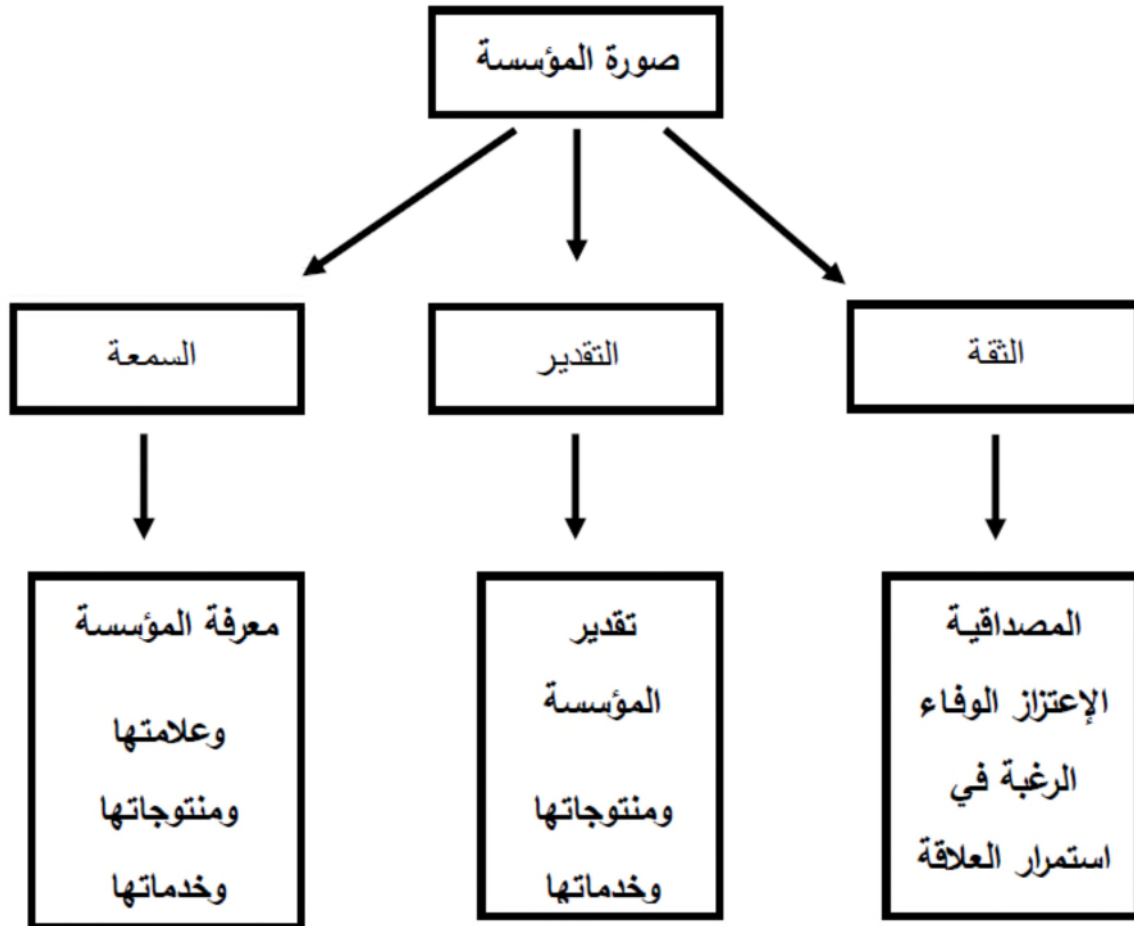 صورة المؤسسة
الثقة
التقدير
السمعة
المصداقية
الإعتزاز الوفاء
الرغبة في
استمرار العلاقة
تقدير
المؤسسة
ومنتوجاتها
وخدماتها
معرفة المؤسسة
وعلامتها
ومنتوجاتها
وخدماتها